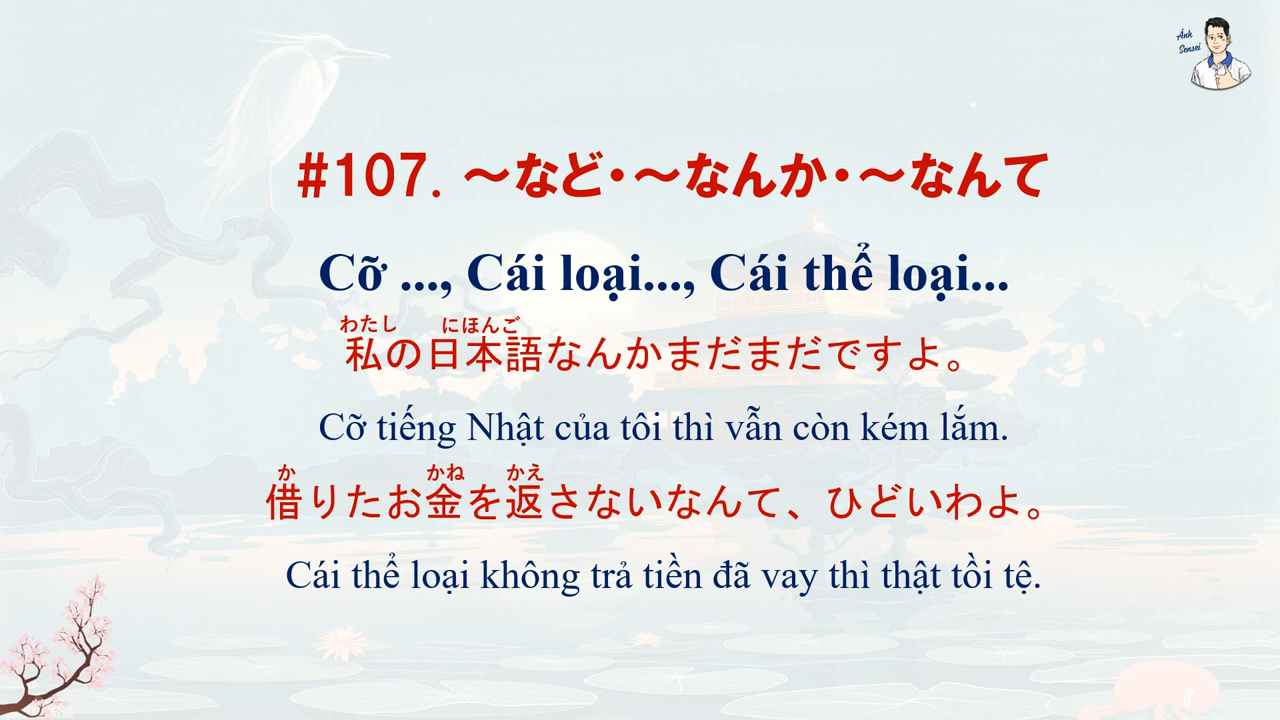 Ánh
Sensei
#107. ～など・～なんか・～なんて
Cỡ ..., Cái loại..., Cái thể loại...
わたし にほんご
私の日本語なんかまだまだですよ。
Cỡ tiếng Nhật của tôi thì vẫn còn kém lắm.
か かね かえ
借りたお金を返さないなんて、ひどいわよ。
Cái thể loại không trả tiền đã vay thì thật tồi tệ.